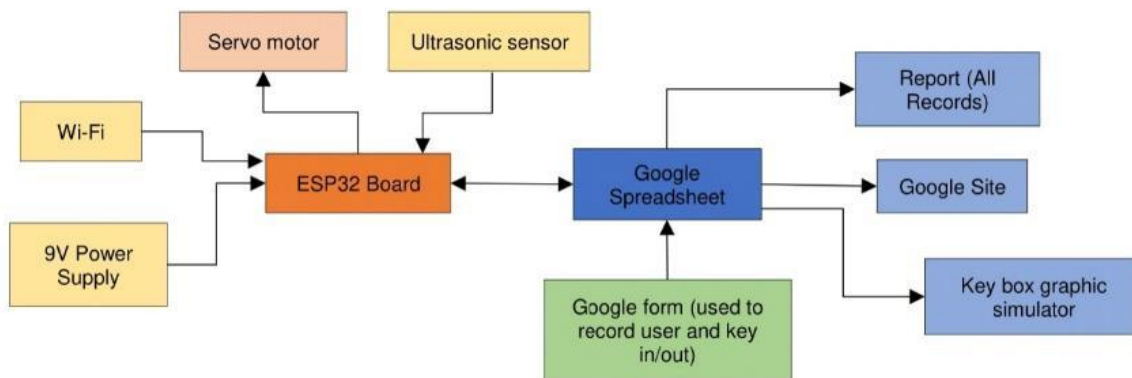 Servo motor
Ultrasonic sensor
Report (All
Records)
Wi-Fi
ESP32 Board
Google
Spreadsheet
Google Site
9V Power
Supply
Google form (used to
record user and key
in/out)
Key box graphic
simulator